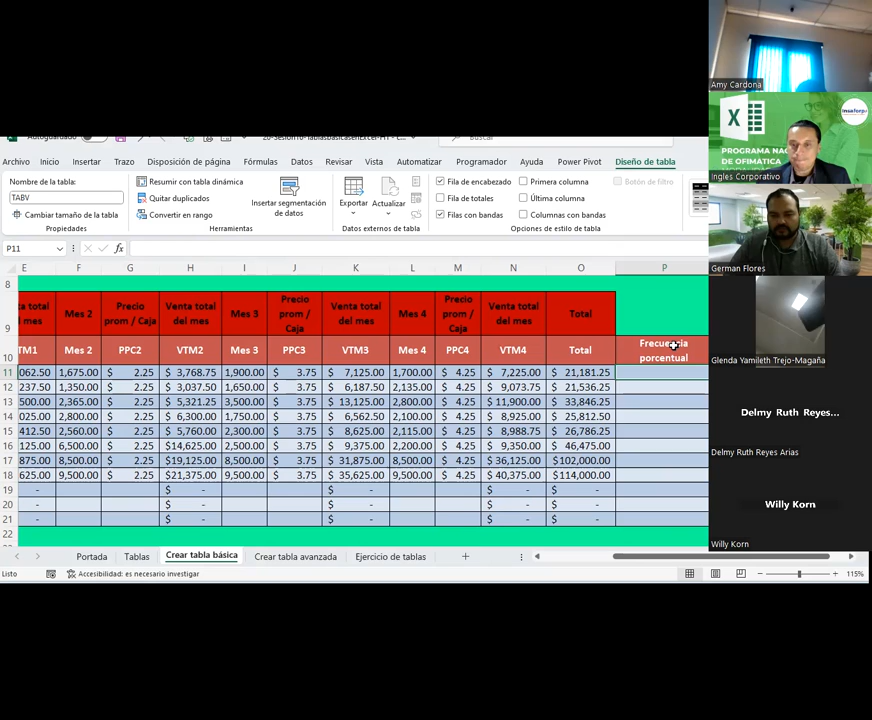 Autoguardado
Buscar
Archivo Inicio Insertar Trazo Disposición de página Fórmulas Datos Revisar Vista Automatizar Programador Ayuda Power Pivot Diseño de tabla
Nombre de la tabla:
TABV
Cambiar tamaño de la tabla
Propiedades
Resumir con tabla dinámica
Quitar duplicados
Convertir en rango
Herramientas
Insertar segmentación
de datos
Exportar
Actualizar
Datos externos de tabla
Fila de encabezado
Fila de totales
Filas con bandas
Primera columna
Última columna
Columnas con bandas
Botón de filtro
Opciones de estilo de tabla
P11
fx
E F G H I J K L M N O P
8
9 ta total l mes Mes 2 Precio prom / Caja Venta total del mes Mes 3 Precio prom / Caja Venta total del mes Mes 4 Precio prom / Caja Venta total del mes Total
10 TM1 Mes 2 PPC2 VTM2 Mes 3 PPC3 VTM3 Mes 4 PPC4 VTM4 Total porcentual
11 062.50 1,675.00 $ 2.25 $ 3,768.75 1,900.00 $ 3.75 $ 7,125.00 1,700.00 $ 4.25 $ 7,225.00 $ 21,181.25
12 237.50 1,350.00 $ 2.25 $ 3,037.50 1,650.00 $ 3.75 $ 6,187.50 2,135.00 $ 4.25 $ 9,073.75 $ 21,536.25
13 500.00 2,365.00 $ 2.25 $ 5,321.25 3,500.00 $ 3.75 $ 13,125.00 2,800.00 $ 4.25 $ 11,900.00 $ 33,846.25
14 025.00 2,800.00 $ 2.25 $ 6,300.00 1,750.00 $ 3.75 $ 6,562.50 2,100.00 $ 4.25 $ 8,925.00 $ 25,812.50
15 412.50 2,560.00 $ 2.25 $ 5,760.00 2,300.00 $ 3.75 $ 8,625.00 2,115.00 $ 4.25 $ 8,988.75 $ 26,786.25
16 125.00 6,500.00 $ 2.25 $14,625.00 2,500.00 $ 3.75 $ 9,375.00 2,200.00 $ 4.25 $ 9,350.00 $ 46,475.00
17 875.00 8,500.00 $ 2.25 $19,125.00 8,500.00 $ 3.75 $ 31,875.00 8,500.00 $ 4.25 $ 36,125.00 $102,000.00
18 625.00 9,500.00 $ 2.25 $21,375.00 9,500.00 $ 3.75 $ 35,625.00 9,500.00 $ 4.25 $ 40,375.00 $114,000.00
19 - $ - $ - $ - $ -
20 - $ - $ - $ - $ -
21 - $ - $ - $ - $ -
22
Portada Tablas Crear tabla básica Crear tabla avanzada Ejercicio de tablas
Listo Accesibilidad: es necesario investigar 115%
Amy Cardona
insaforp
PROGRAMA
DE OFIMÁTICA
Ingles Corporativo
German Flores
Glenda Yamileth Trejo-Magaña
Delmy Ruth Reyes...
Delmy Ruth Reyes Arias
Willy Korn
Willy Korn